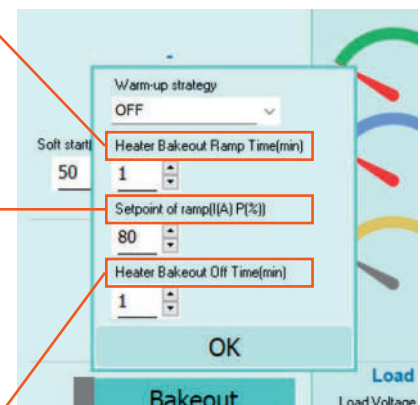 Warm-up strategy
OFF
Soft start
50
Heater Bakeout Ramp Time(min)
1
Setpoint of ramp(I(A) P(%))
80
Heater Bakeout Off Time(min)
1
OK
Bakeout
Load
Load Voltage